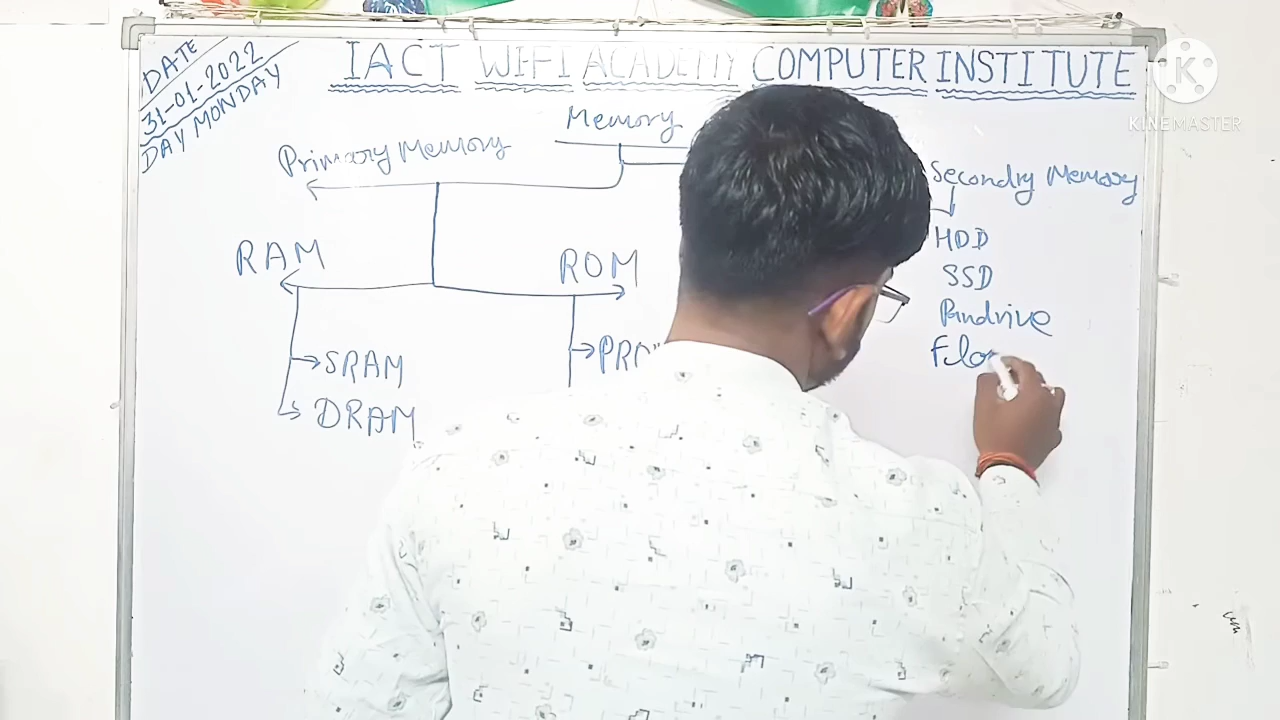 DATE
31-01-2022
DAY MONDAY
IACT WIFI ACADEMY COMPUTER INSTITUTE
Memory
Primary Memory
Secondry Memory
RAM
ROM
SRAM
DRAM
HDD
SSD
Pendrive
KINEMASTER